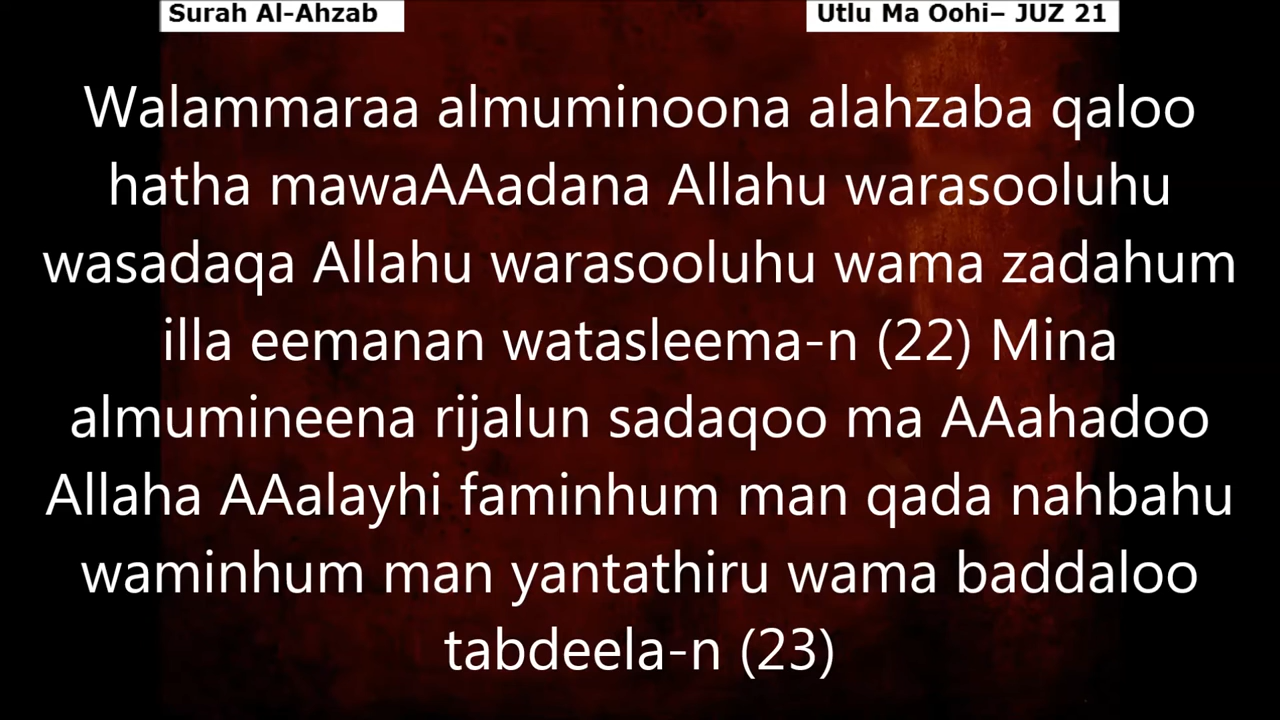 Surah Al-Ahzab
Utlu Ma Oohi– JUZ 21
Walammaraa almuminoona alahzaba qaloo
hatha mawaAAadana Allahu warasooluhu
wasadaqa Allahu warasooluhu wama zadahum
illa eemanan watasleema-n (22) Mina
almumineena rijalun sadaqoo ma AAahadoo
Allaha AAalayhi faminhum man qada nahbahu
waminhum man yantathiru wama baddaloo
tabdeela-n (23)